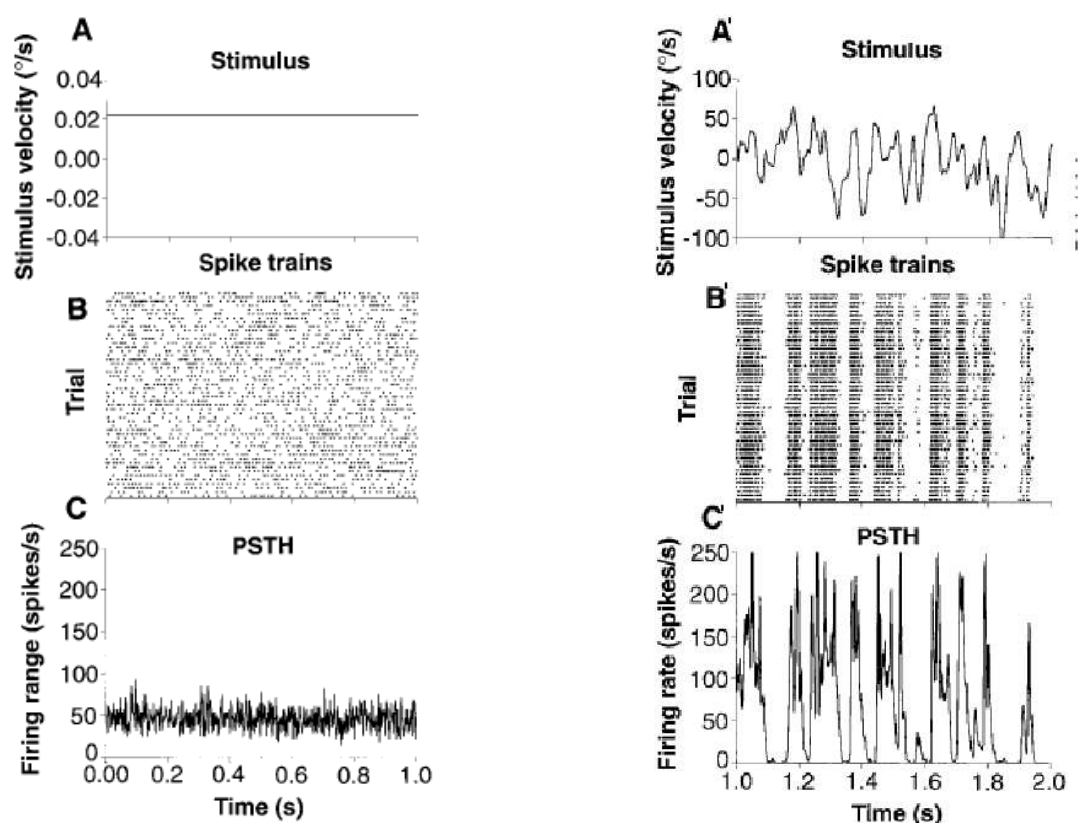 A
Stimulus
Stimulus velocity (°/s)
0.04
0.02
0.00
-0.02
-0.04
Spike trains
B
Trial
C
PSTH
Firing range (spikes/s)
250
200
150
100
50
0
0.00
0.2
0.4
0.6
0.8
1.0
Time (s)
A'
Stimulus
Stimulus velocity (°/s)
100
50
0
-50
-100
Spike trains
B'
Trial
C'
PSTH
Firing rate (spikes/s)
250
200
150
100
50
0
1.0
1.2
1.4
1.6
1.8
2.0
Time (s)